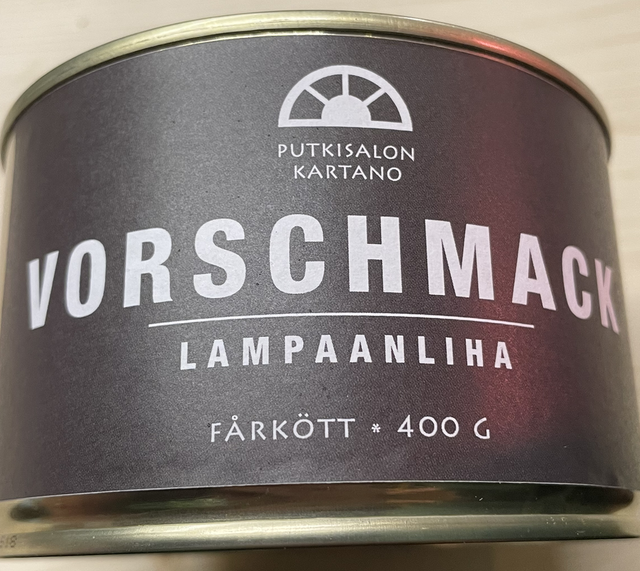 PUTKISALON
KARTANO
VORSCHMACK
LAMPAANLIHA
FÅRKÖTT * 400 G